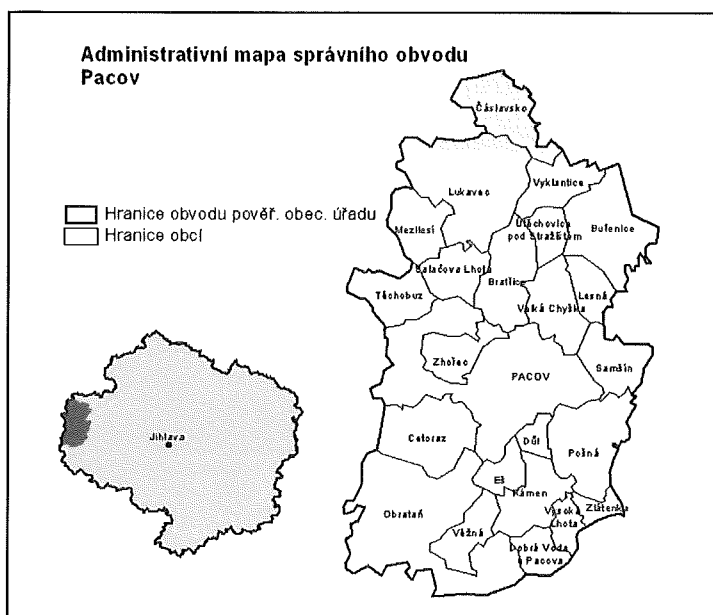 Administrativní mapa správního obvodu
Pacov
Čáslavsko
Lukavec
Vyklantice
Hranice obvodu pověř. obec. úřadu
Hranice obcí
Mezilesí
Útěchovice
pod Stražištěm
Buřenice
Salačova Lhota
Bratřice
Těchobuz
Velká Chyška
Lesná
Zhořec
PACOV
Samšín
Jihlava
Cetoraz
Důl
Pošná
Eš
Kámen
Obrataň
Vysoká
Lhota
Zlátenka
Věžná
Dobrá Voda
u Pacova